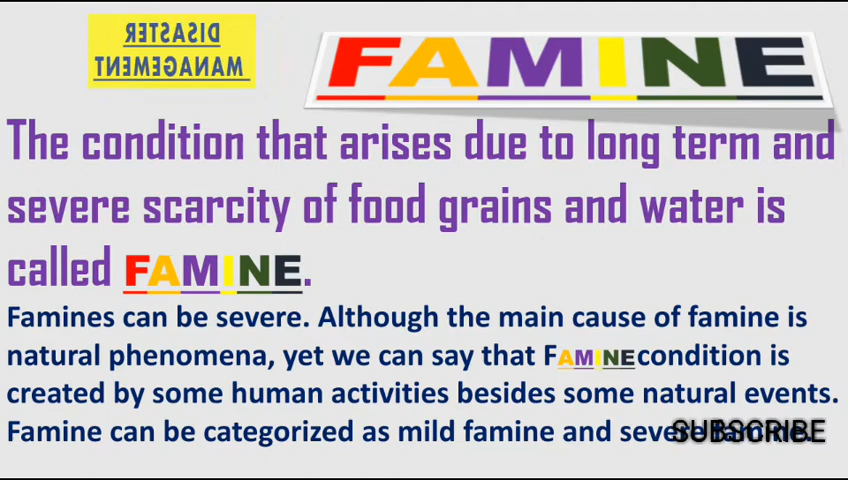 DISASTER
MANAGEMENT
FAMINE
The condition that arises due to long term and
severe scarcity of food grains and water is
called FAMINE.
Famines can be severe. Although the main cause of famine is
natural phenomena, yet we can say that FAMINE condition is
created by some human activities besides some natural events.
Famine can be categorized as mild famine and severe famine.
SUBSCRIBE